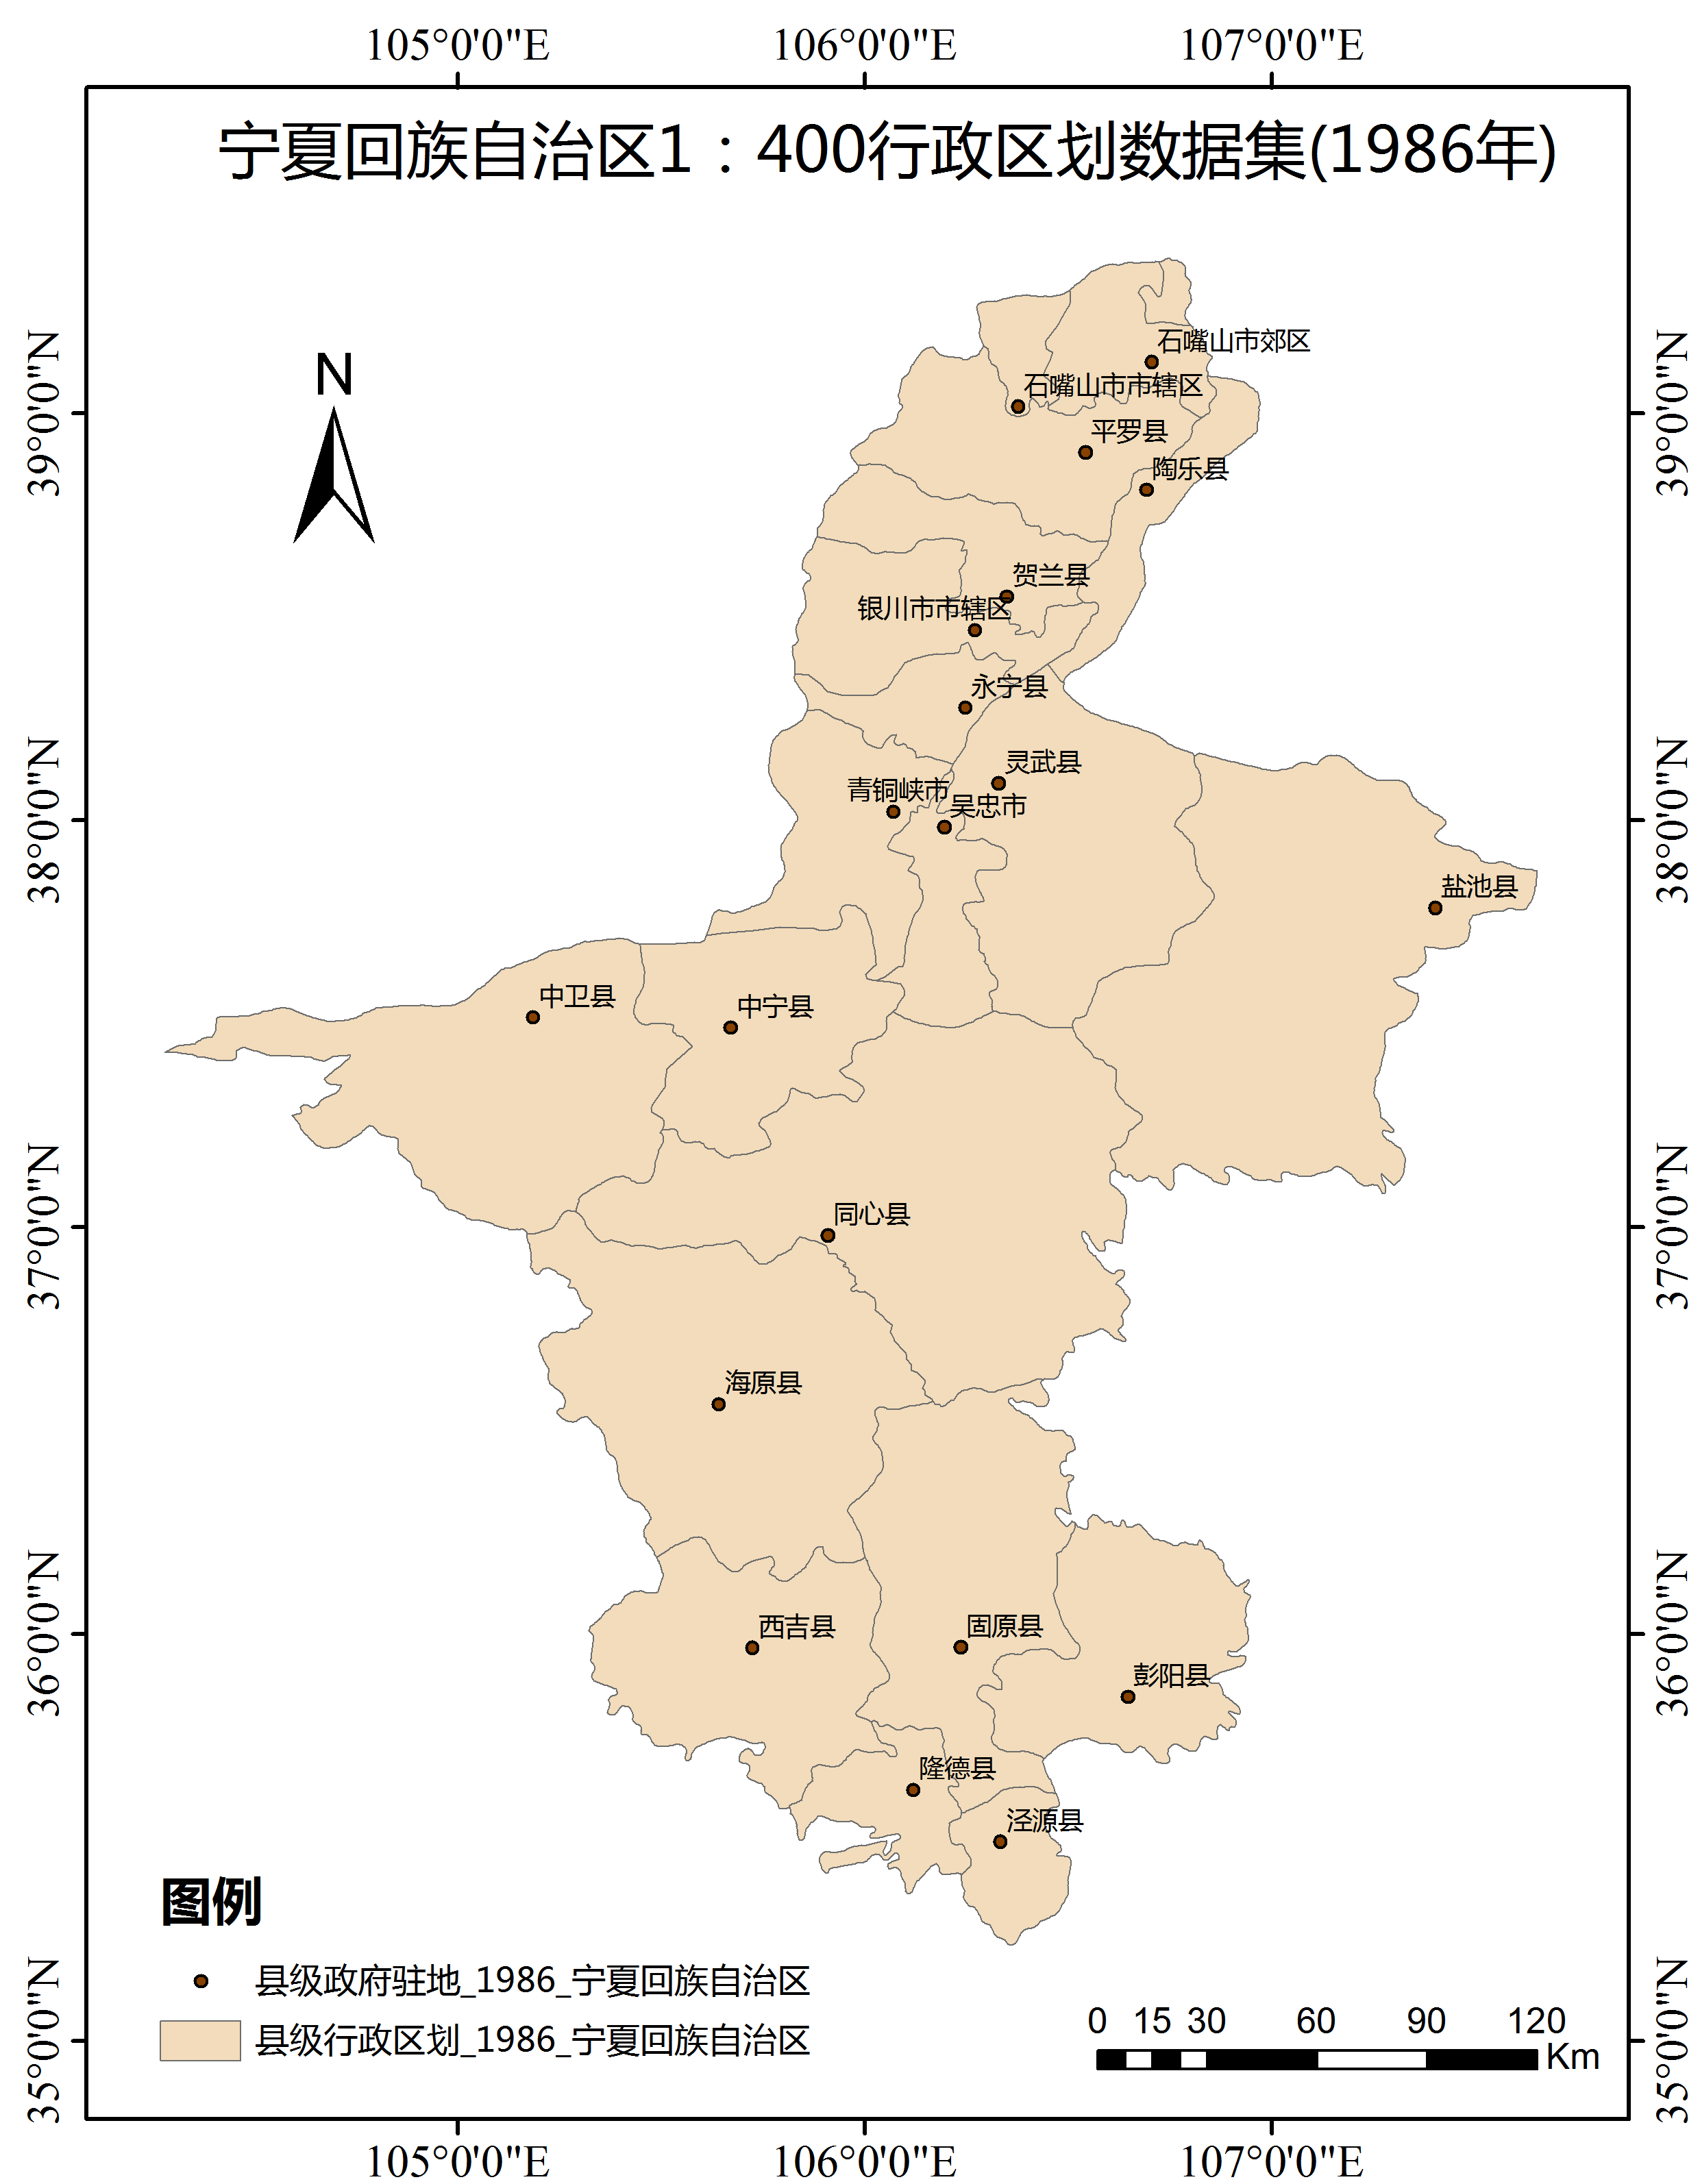 105°0'0"E 106°0'0"E 107°0'0"E
宁夏回族自治区1：400行政区划数据集(1986年)
N
石嘴山市郊区
石嘴山市市辖区
39°0'0"N
39°0'0"N
平罗县
陶乐县
贺兰县
银川市市辖区
永宁县
灵武县
青铜峡市
吴忠市
38°0'0"N
38°0'0"N
盐池县
中卫县
中宁县
同心县
37°0'0"N
37°0'0"N
海原县
西吉县
固原县
36°0'0"N
36°0'0"N
彭阳县
隆德县
泾源县
图例
县级政府驻地_1986_宁夏回族自治区
县级行政区划_1986_宁夏回族自治区
0 15 30 60 90 120
Km
35°0'0"N
35°0'0"N
105°0'0"E 106°0'0"E 107°0'0"E